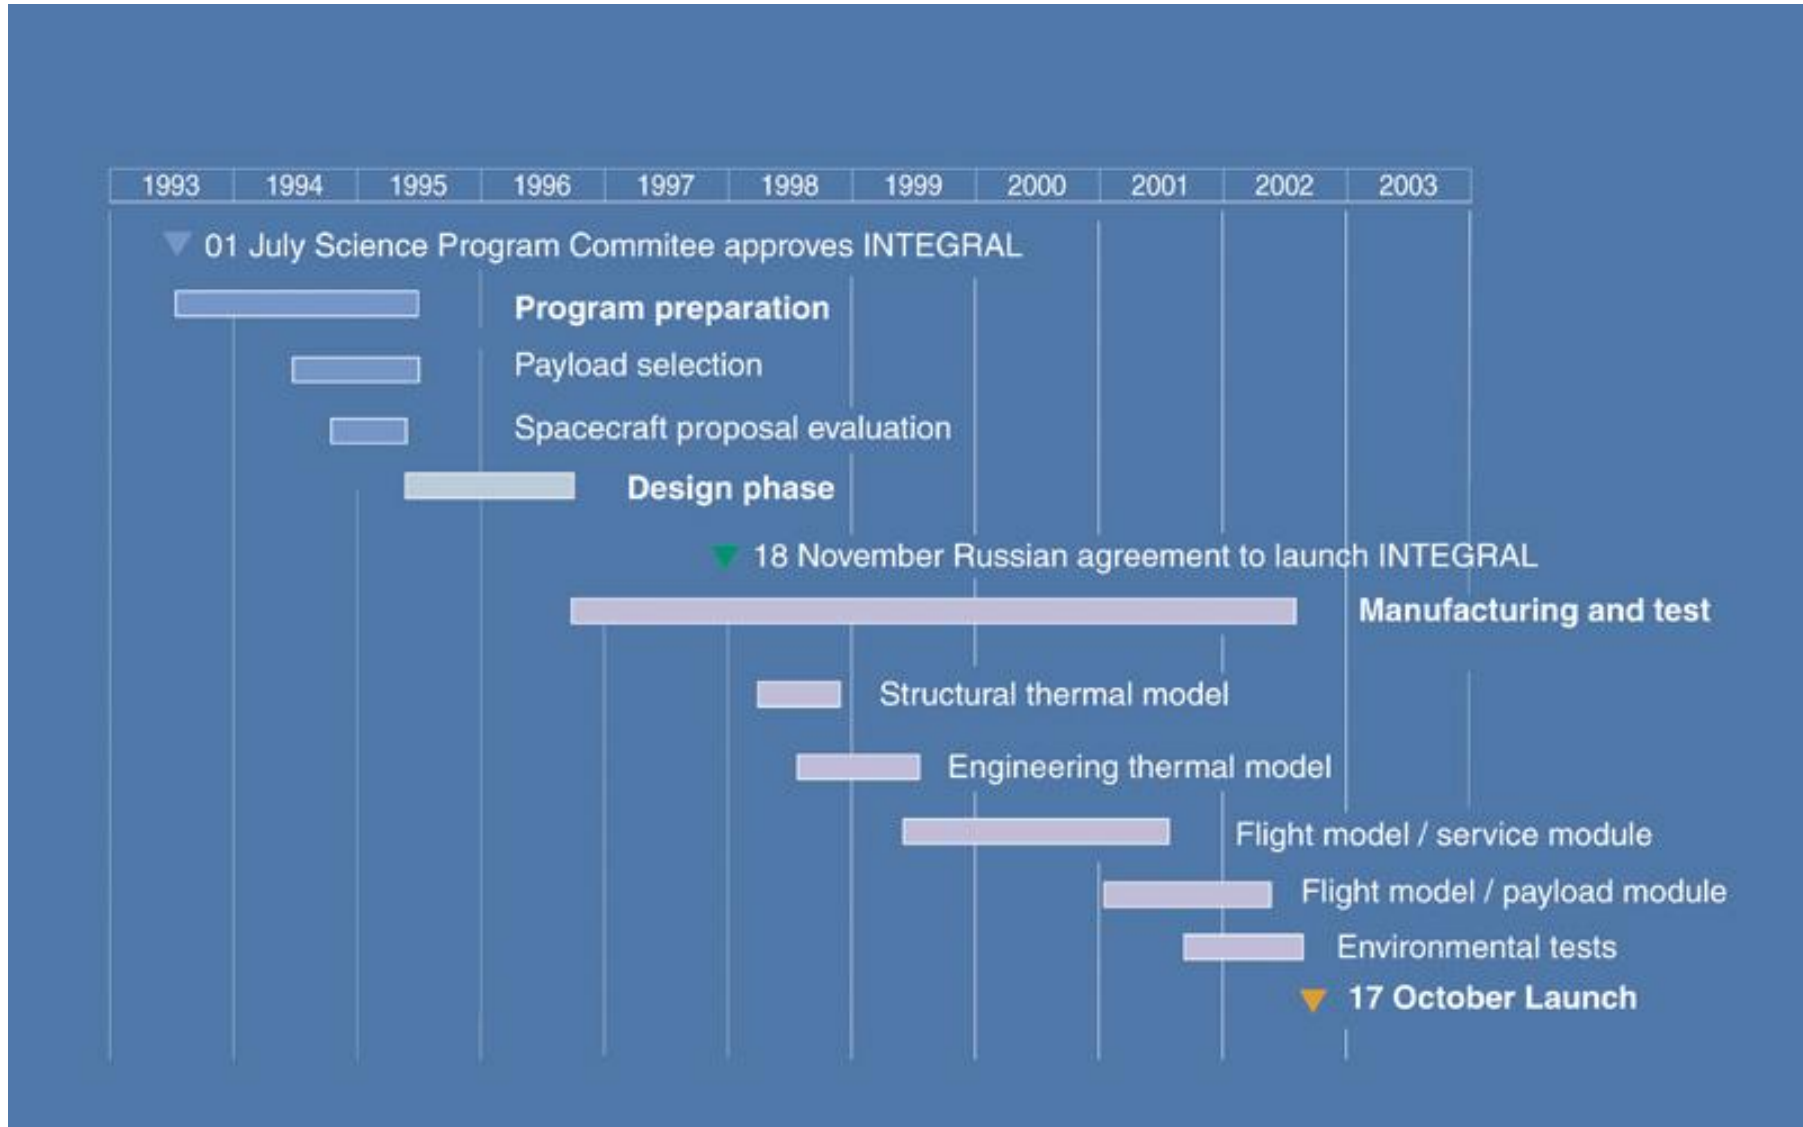 1993 1994 1995 1996 1997 1998 1999 2000 2001 2002 2003
01 July Science Program Commitee approves INTEGRAL
Program preparation
Payload selection
Spacecraft proposal evaluation
Design phase
18 November Russian agreement to launch INTEGRAL
Manufacturing and test
Structural thermal model
Engineering thermal model
Flight model / service module
Flight model / payload module
Environmental tests
17 October Launch